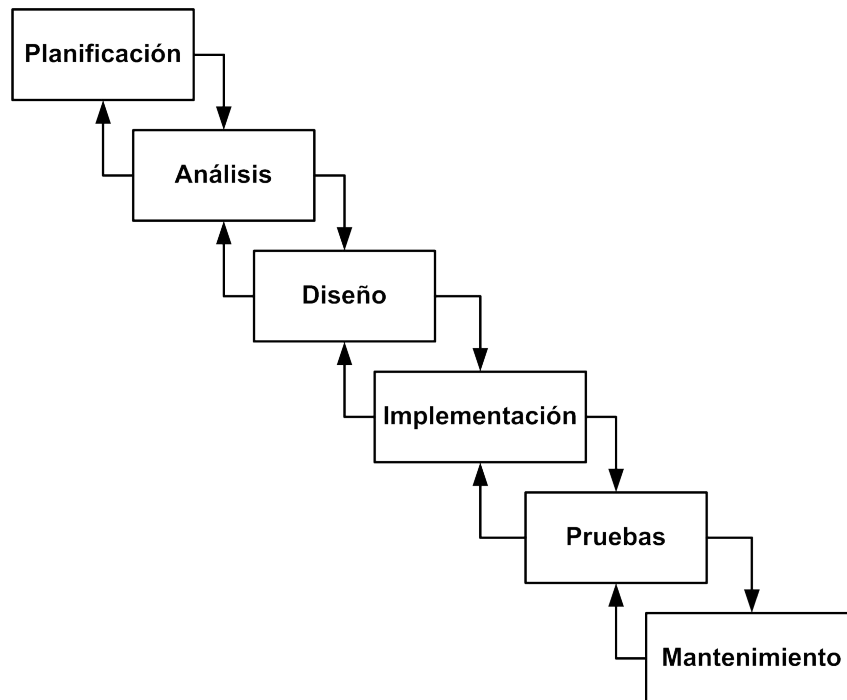 Planificación
Análisis
Diseño
Implementación
Pruebas
Mantenimiento